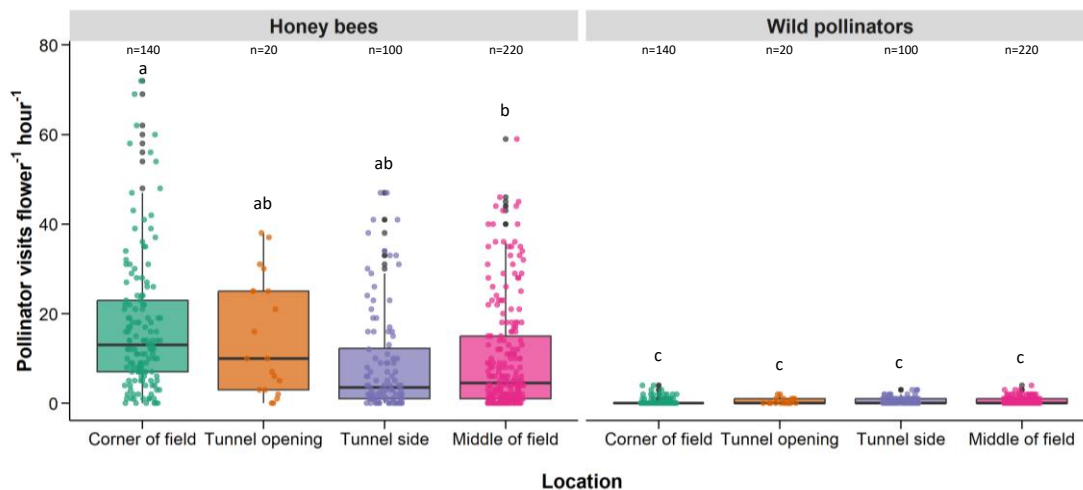 Honey bees
Wild pollinators
n=140 n=20 n=100 n=220
n=140 n=20 n=100 n=220
a
b
ab
ab
c c c c
Pollinator visits flower⁻¹ hour⁻¹
80
60
40
20
0
Corner of field Tunnel opening Tunnel side Middle of field
Corner of field Tunnel opening Tunnel side Middle of field
Location